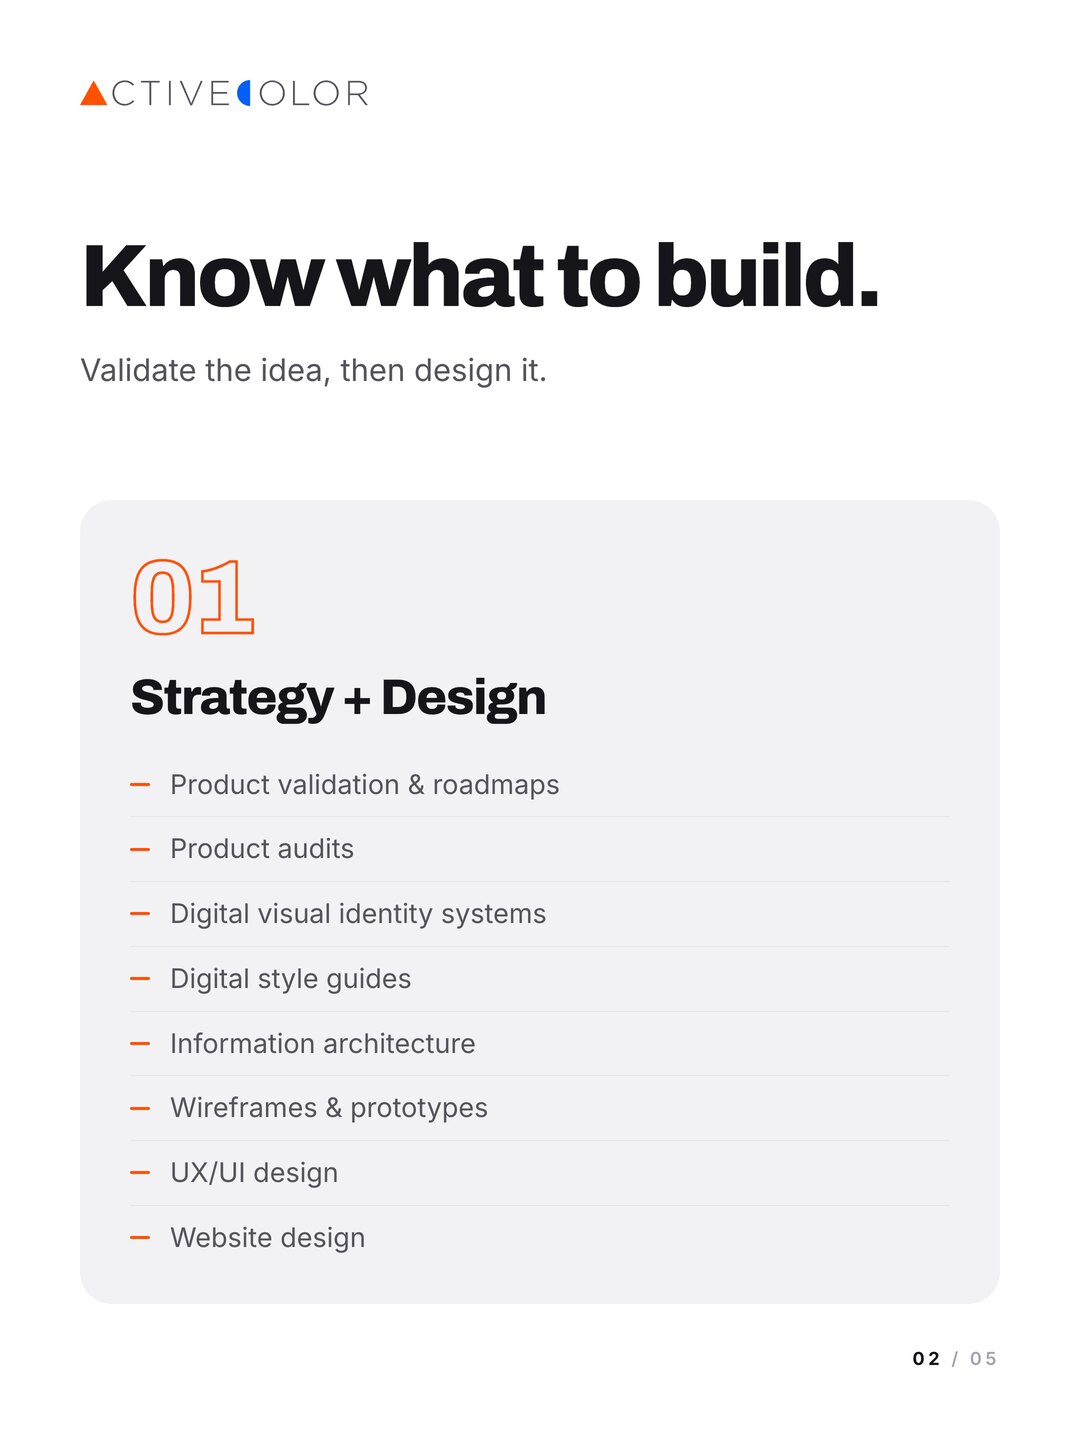 ACTIVECOLOR
Know what to build.
Validate the idea, then design it.
01
Strategy + Design
Product validation & roadmaps
Product audits
Digital visual identity systems
Digital style guides
Information architecture
Wireframes & prototypes
UX/UI design
Website design
02 / 05